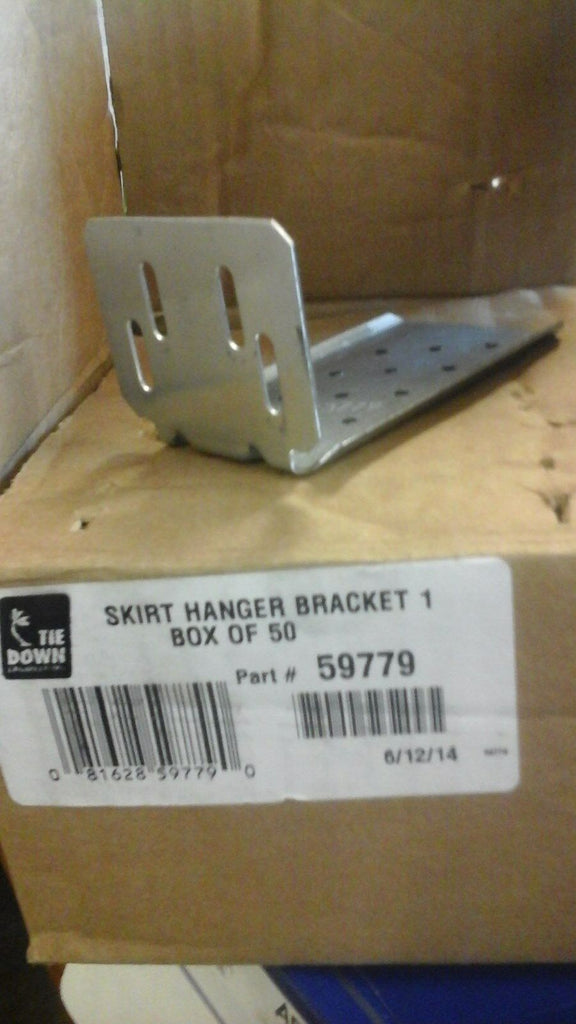 SKIRT HANGER BRACKET 1
BOX OF 50
TIE
DOWN
Part # 59779
0 81628 59779 0
6/12/14